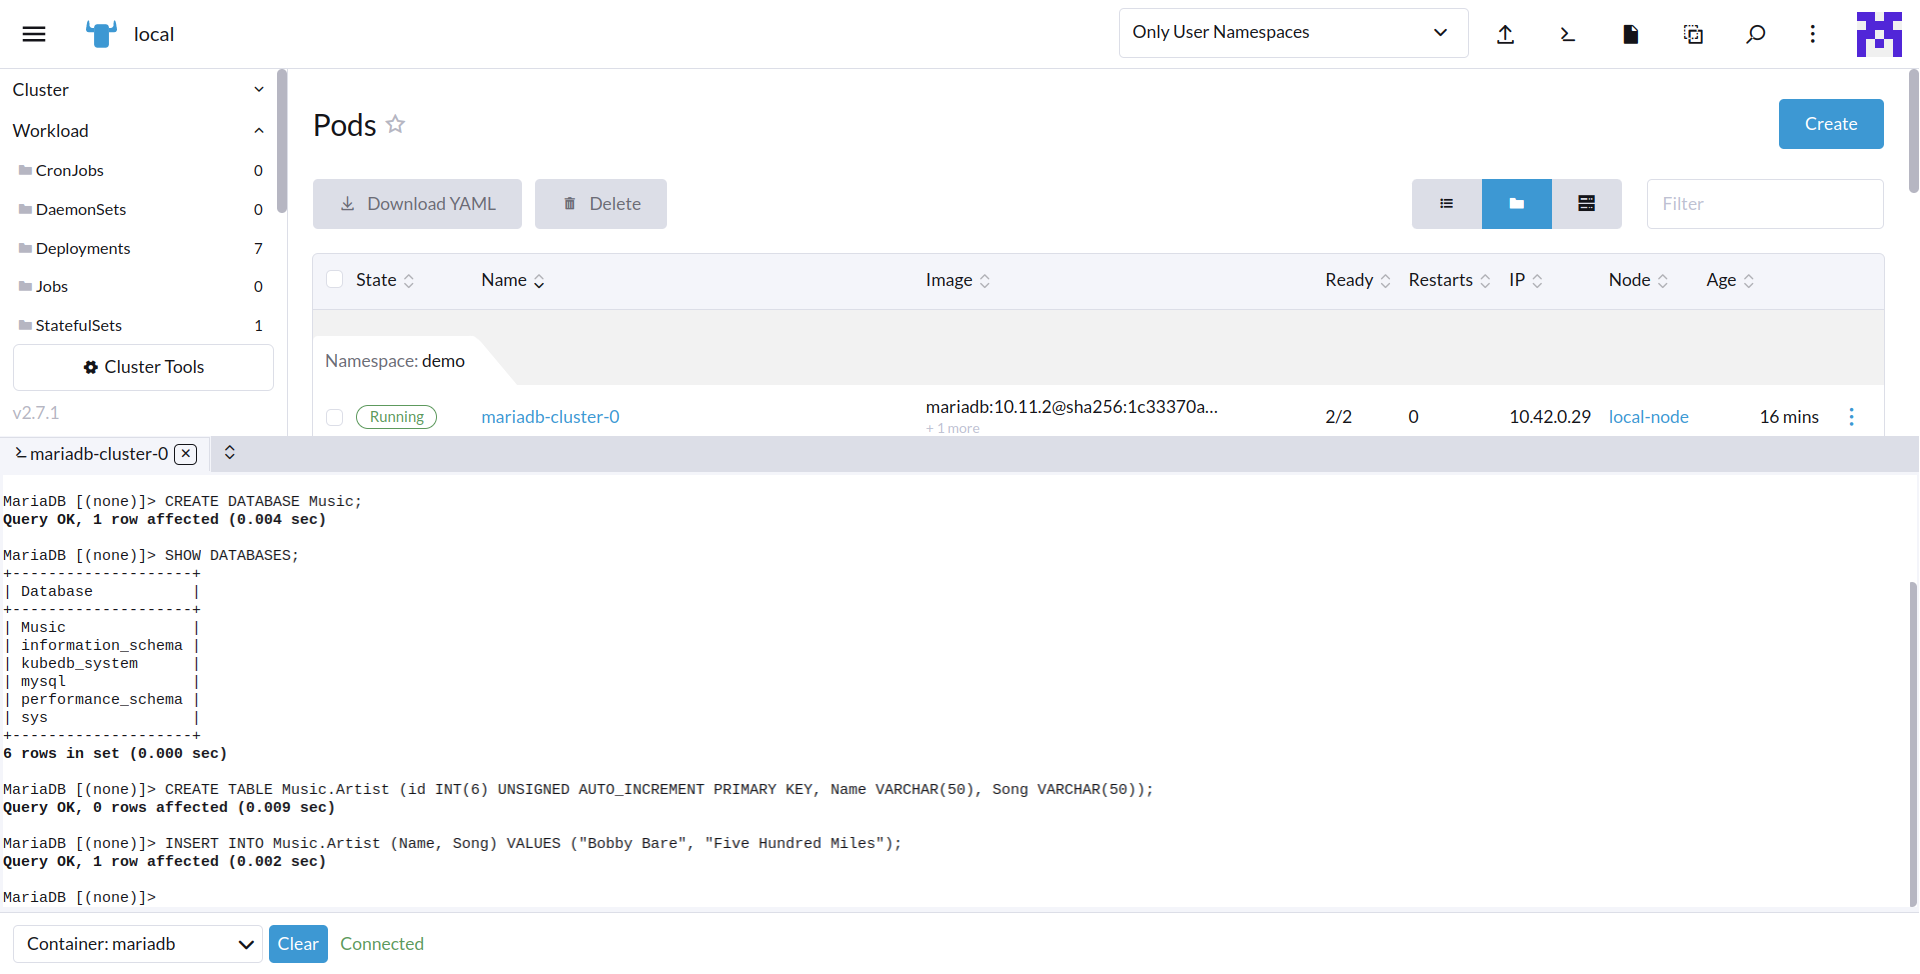 local
Only User Namespaces
Cluster
Workload
CronJobs 0
DaemonSets 0
Deployments 7
Jobs 0
StatefulSets 1
Cluster Tools
v2.7.1
Pods
Create
Download YAML
Delete
Filter
State Name Image Ready Restarts IP Node Age
Namespace: demo
Running mariadb-cluster-0 mariadb:10.11.2@sha256:1c33370a... 2/2 0 10.42.0.29 local-node 16 mins
+ 1 more
mariadb-cluster-0
MariaDB [(none)]> CREATE DATABASE Music;
Query OK, 1 row affected (0.004 sec)
MariaDB [(none)]> SHOW DATABASES;
+--------------------+
| Database           |
+--------------------+
| Music              |
| information_schema |
| kubedb_system      |
| mysql              |
| performance_schema |
| sys                |
+--------------------+
6 rows in set (0.000 sec)
MariaDB [(none)]> CREATE TABLE Music.Artist (id INT(6) UNSIGNED AUTO_INCREMENT PRIMARY KEY, Name VARCHAR(50), Song VARCHAR(50));
Query OK, 0 rows affected (0.009 sec)
MariaDB [(none)]> INSERT INTO Music.Artist (Name, Song) VALUES ("Bobby Bare", "Five Hundred Miles");
Query OK, 1 row affected (0.002 sec)
MariaDB [(none)]>
Container: mariadb
Clear
Connected